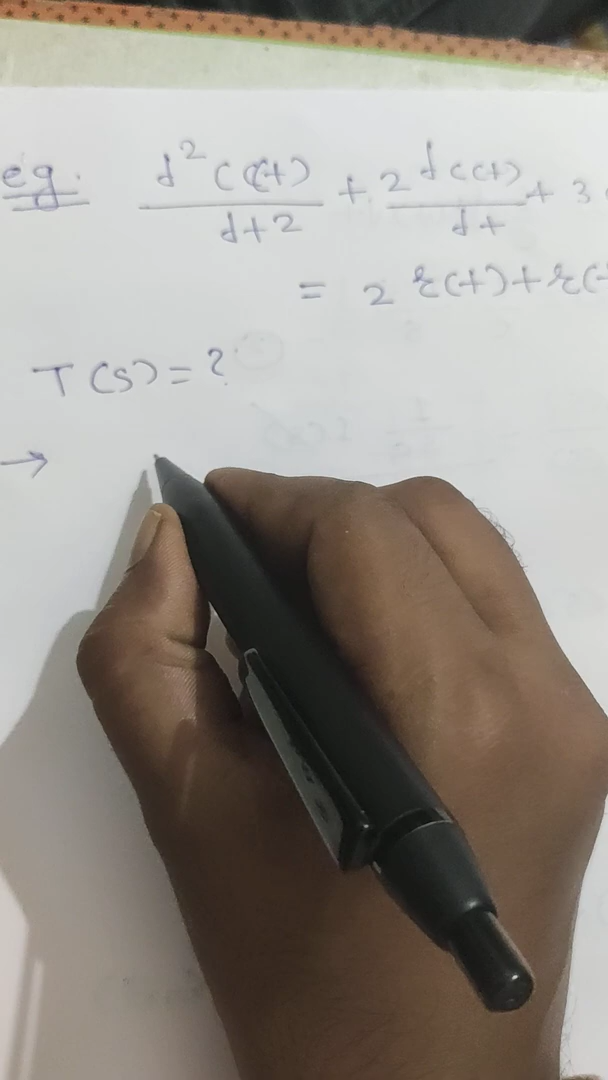 eg. d²c(t)/dt2 + 2 dc(t)/dt + 3
= 2 r(t) + r(
T(s) = ?
→